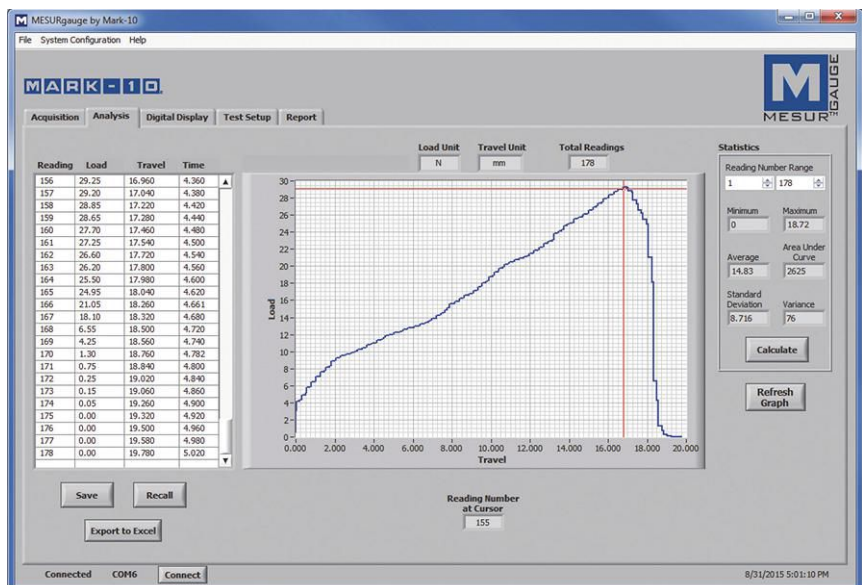 MESURgauge by Mark-10
File System Configuration Help
MARK-10
M
MESUR™
GAUGE
Acquisition Analysis Digital Display Test Setup Report
Load Unit Travel Unit Total Readings
N mm 178
Reading Load Travel Time
156 29.25 16.960 4.360
157 29.20 17.040 4.380
158 28.85 17.220 4.420
159 28.65 17.280 4.440
160 27.70 17.460 4.480
161 27.25 17.540 4.500
162 26.60 17.720 4.540
163 26.20 17.800 4.560
164 25.50 17.980 4.600
165 24.95 18.040 4.620
166 21.05 18.260 4.661
167 18.10 18.320 4.680
168 6.55 18.500 4.720
169 4.25 18.560 4.740
170 1.30 18.760 4.782
171 0.75 18.840 4.800
172 0.25 19.020 4.840
173 0.15 19.060 4.860
174 0.05 19.260 4.900
175 0.00 19.320 4.920
176 0.00 19.500 4.960
177 0.00 19.580 4.980
178 0.00 19.780 5.020
Load
30
28
26
24
22
20
18
16
14
12
10
8
6
4
2
0
0.000 2.000 4.000 6.000 8.000 10.000 12.000 14.000 16.000 18.000 20.000
Travel
Statistics
Reading Number Range
1 178
Minimum Maximum
0 18.72
Average Area Under
Curve
14.83 2625
Standard
Deviation Variance
8.716 76
Calculate
Refresh
Graph
Save Recall
Export to Excel
Reading Number
at Cursor
155
Connected COM6 Connect
8/31/2015 5:01:10 PM